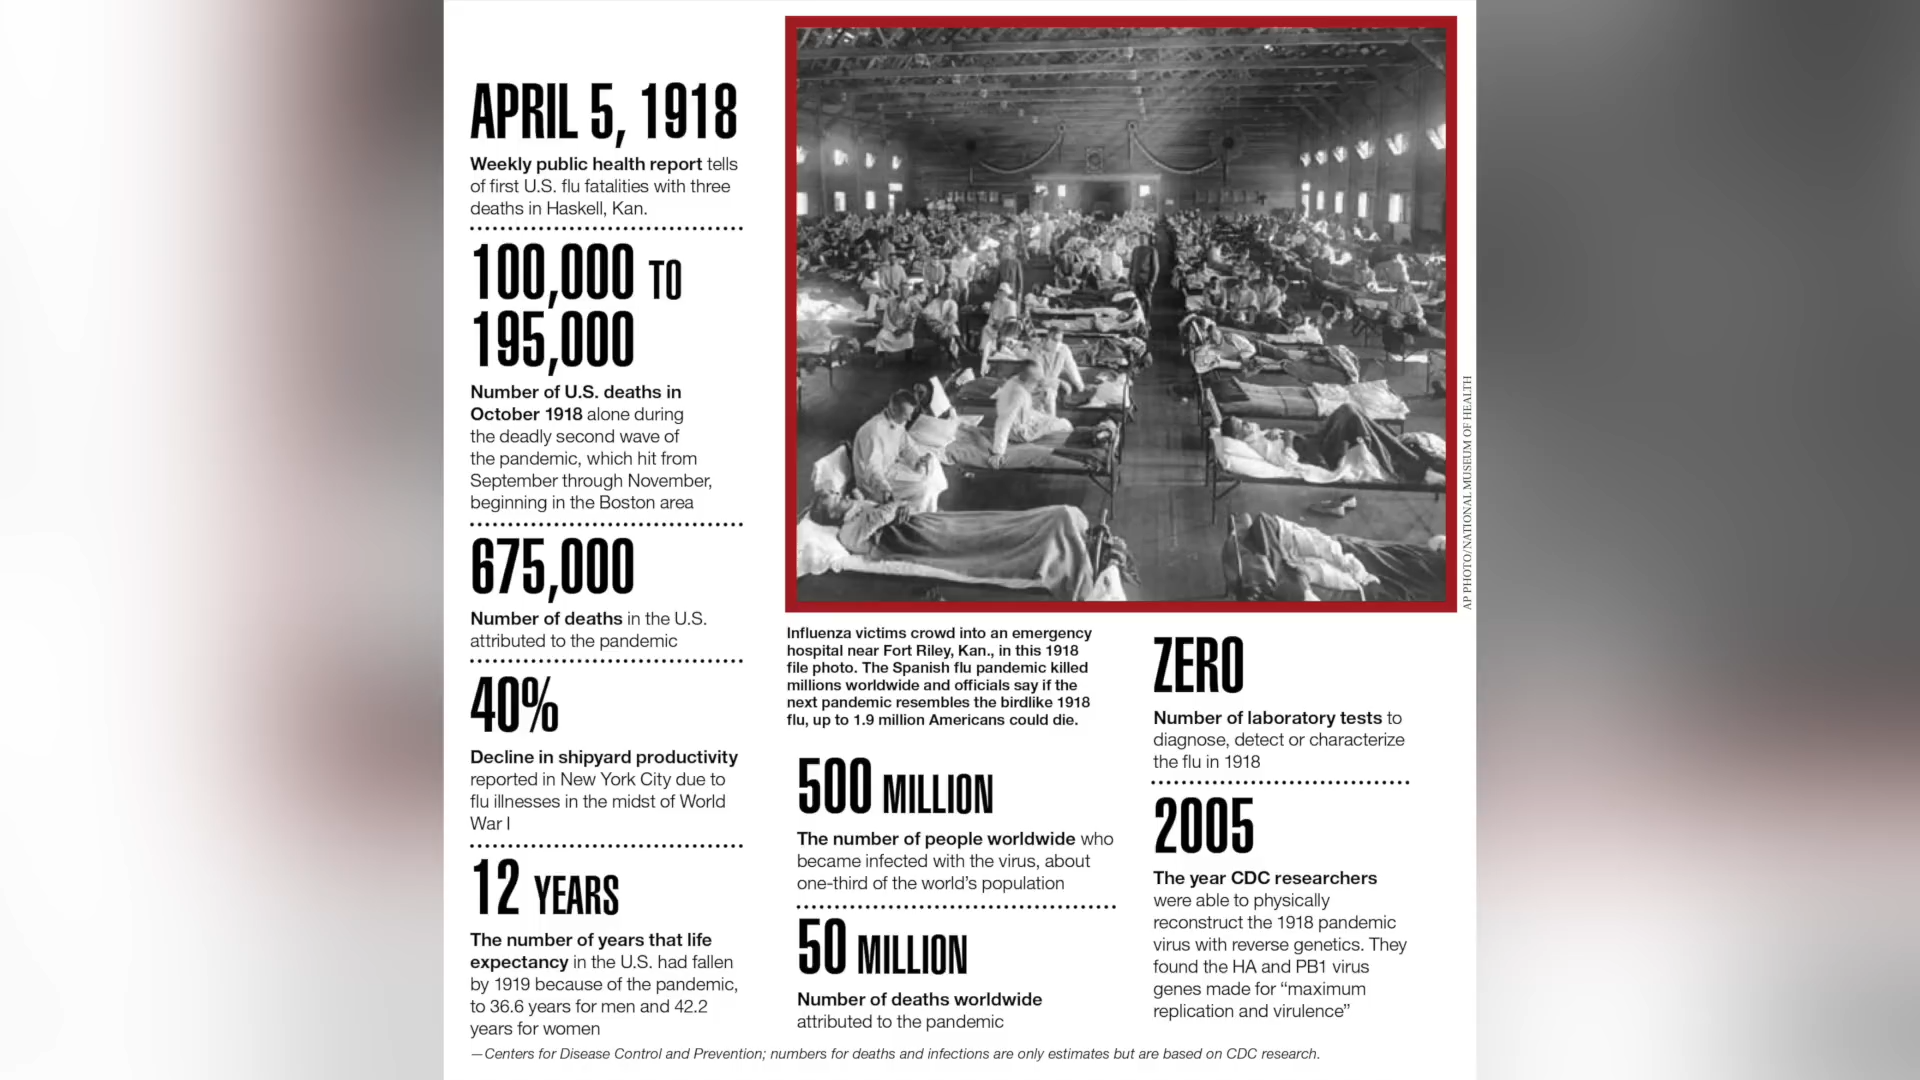 APRIL 5, 1918
Weekly public health report tells
of first U.S. flu fatalities with three
deaths in Haskell, Kan.
100,000 TO
195,000
Number of U.S. deaths in
October 1918 alone during
the deadly second wave of
the pandemic, which hit from
September through November,
beginning in the Boston area
675,000
Number of deaths in the U.S.
attributed to the pandemic
40%
Decline in shipyard productivity
reported in New York City due to
flu illnesses in the midst of World
War I
12 YEARS
The number of years that life
expectancy in the U.S. had fallen
by 1919 because of the pandemic,
to 36.6 years for men and 42.2
years for women
AP PHOTO/NATIONAL MUSEUM OF HEALTH
Influenza victims crowd into an emergency
hospital near Fort Riley, Kan., in this 1918
file photo. The Spanish flu pandemic killed
millions worldwide and officials say if the
next pandemic resembles the birdlike 1918
flu, up to 1.9 million Americans could die.
500 MILLION
The number of people worldwide who
became infected with the virus, about
one-third of the world's population
50 MILLION
Number of deaths worldwide
attributed to the pandemic
ZERO
Number of laboratory tests to
diagnose, detect or characterize
the flu in 1918
2005
The year CDC researchers
were able to physically
reconstruct the 1918 pandemic
virus with reverse genetics. They
found the HA and PB1 virus
genes made for “maximum
replication and virulence”
—Centers for Disease Control and Prevention; numbers for deaths and infections are only estimates but are based on CDC research.